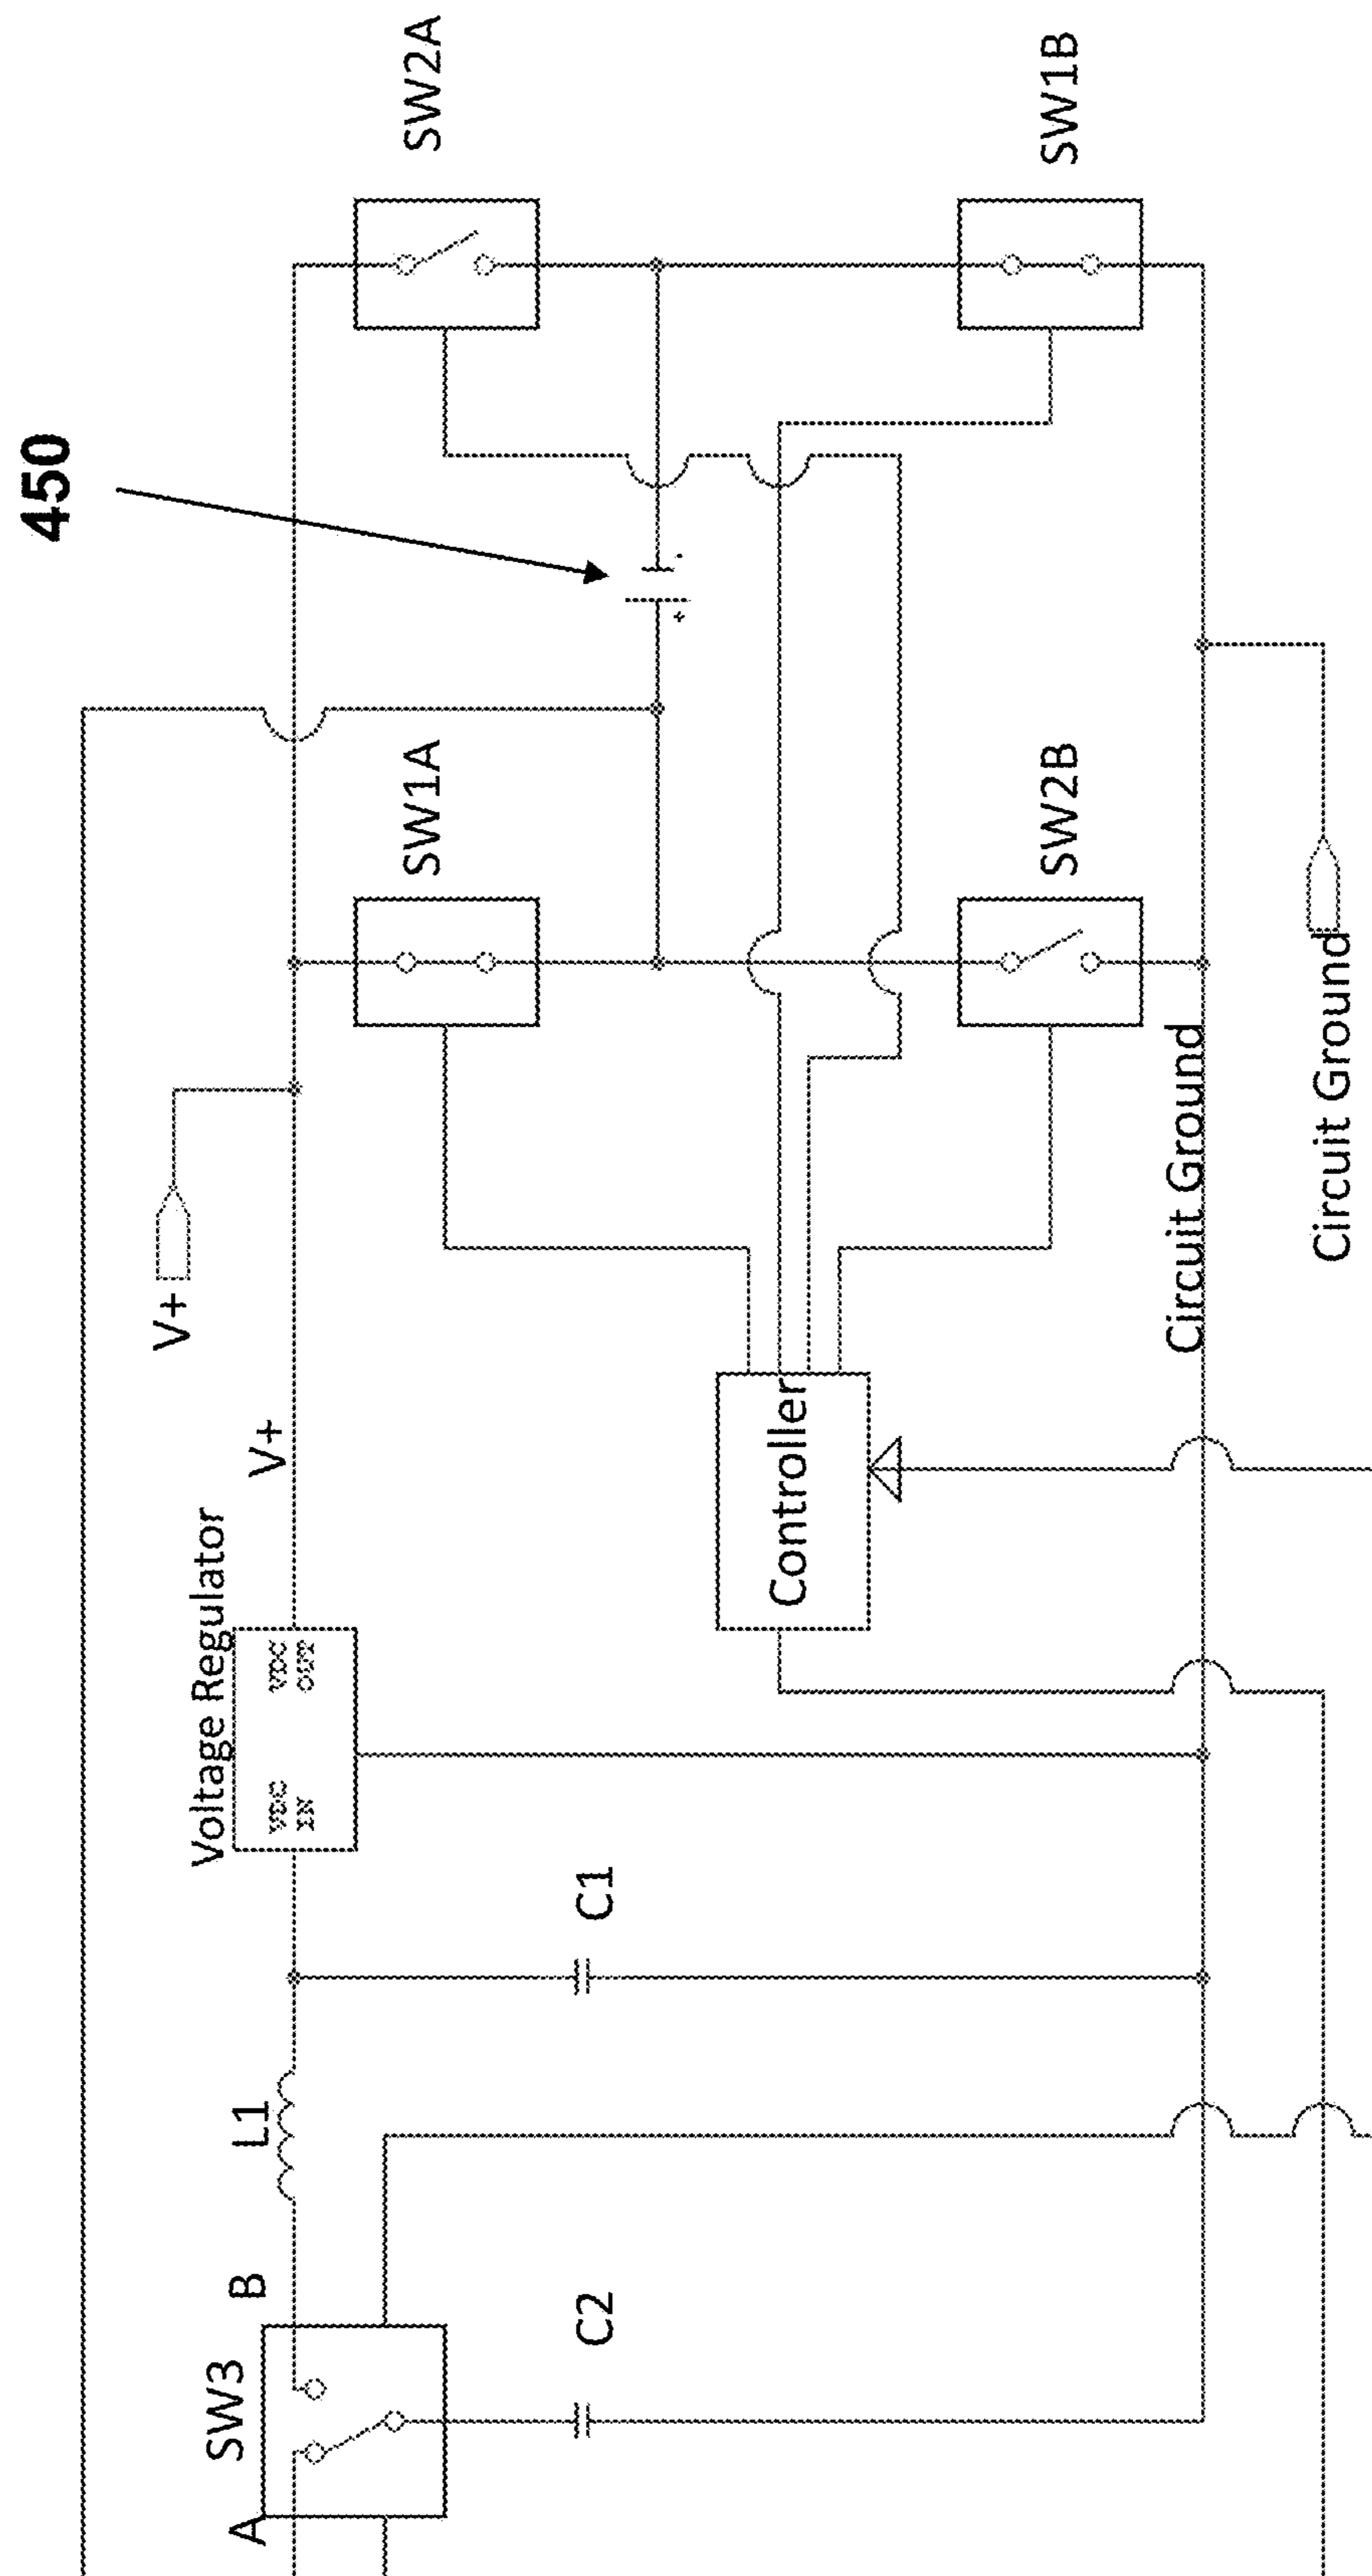 450
SW2A
SW1B
SW1A
SW2B
V+
V+
Circuit Ground
Circuit Ground
Voltage Regulator
VDC
OUT
VDC
IN
Controller
C1
L1
B
SW3
A
C2
+
-